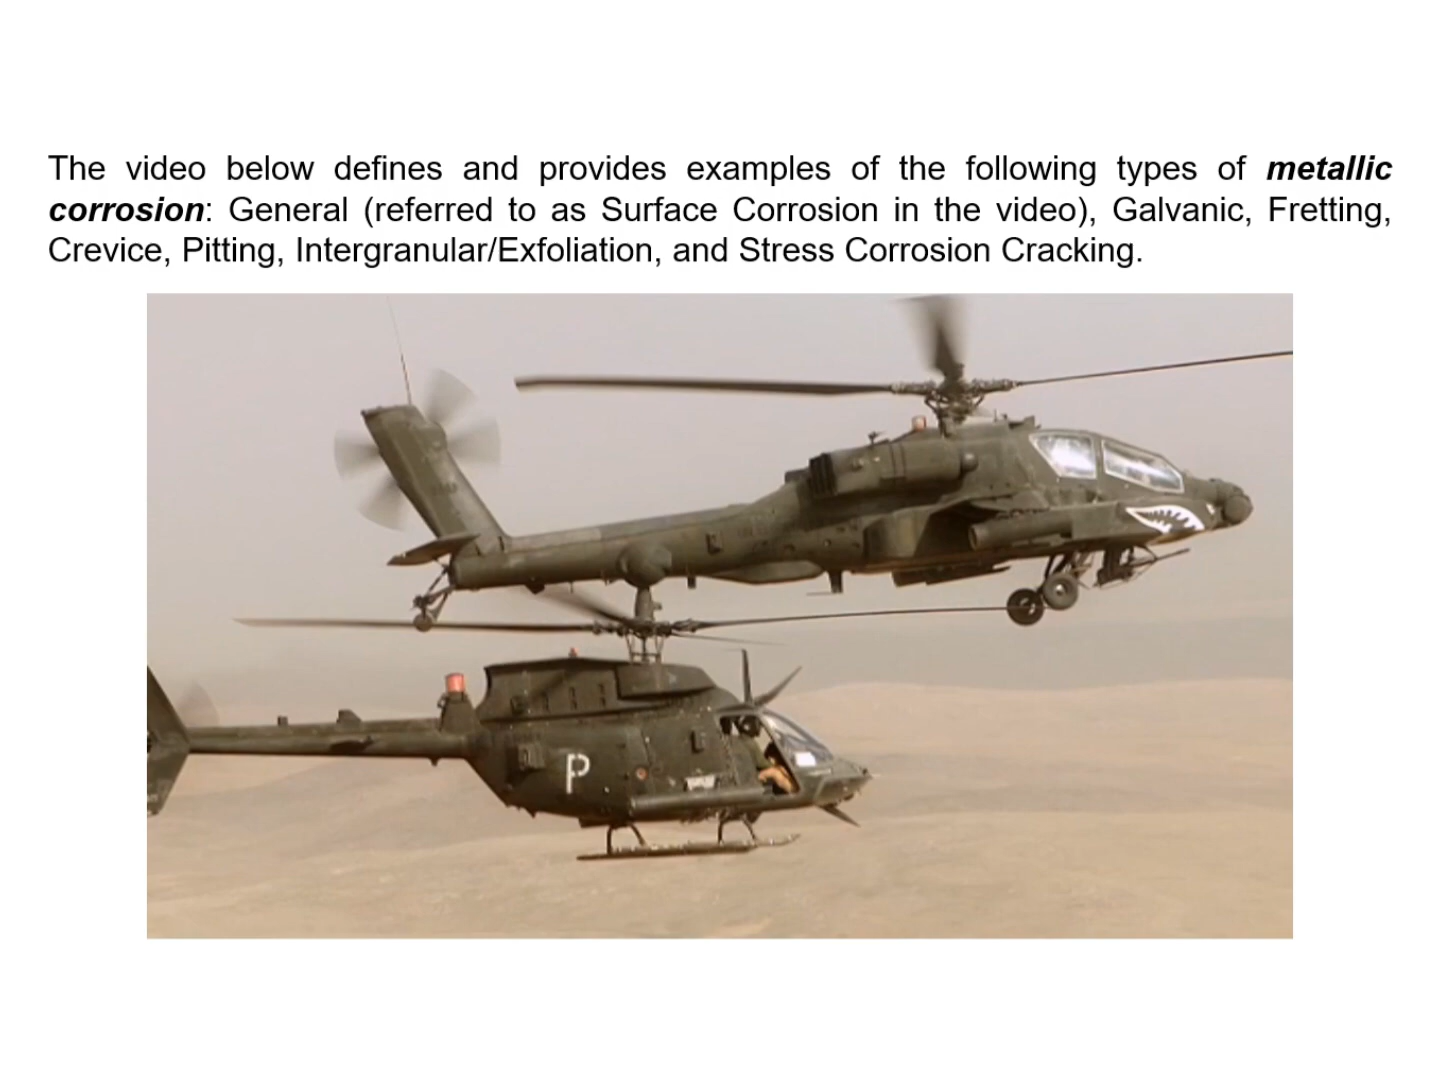 The video below defines and provides examples of the following types of metallic
corrosion: General (referred to as Surface Corrosion in the video), Galvanic, Fretting,
Crevice, Pitting, Intergranular/Exfoliation, and Stress Corrosion Cracking.
P